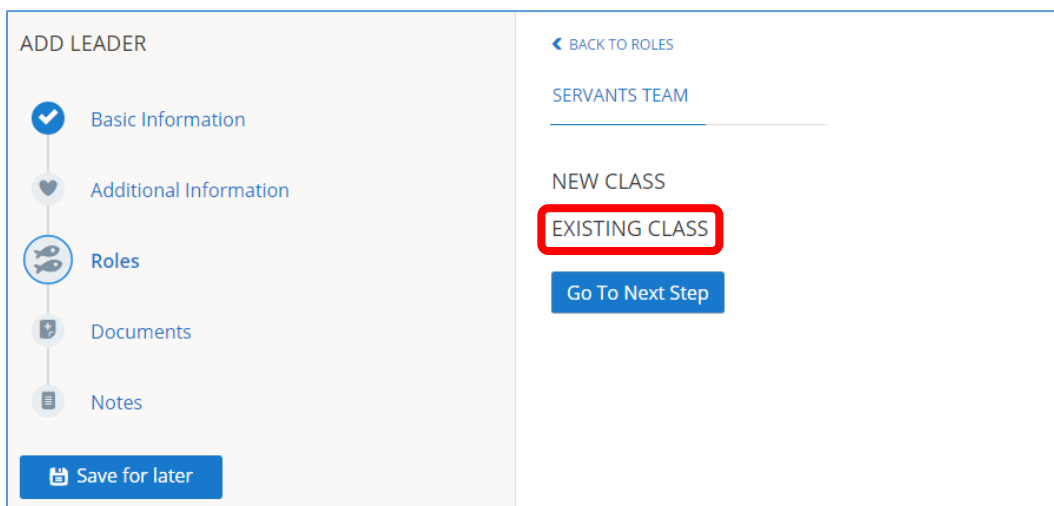 ADD LEADER
Basic Information
Additional Information
Roles
Documents
Notes
Save for later
BACK TO ROLES
SERVANTS TEAM
NEW CLASS
EXISTING CLASS
Go To Next Step